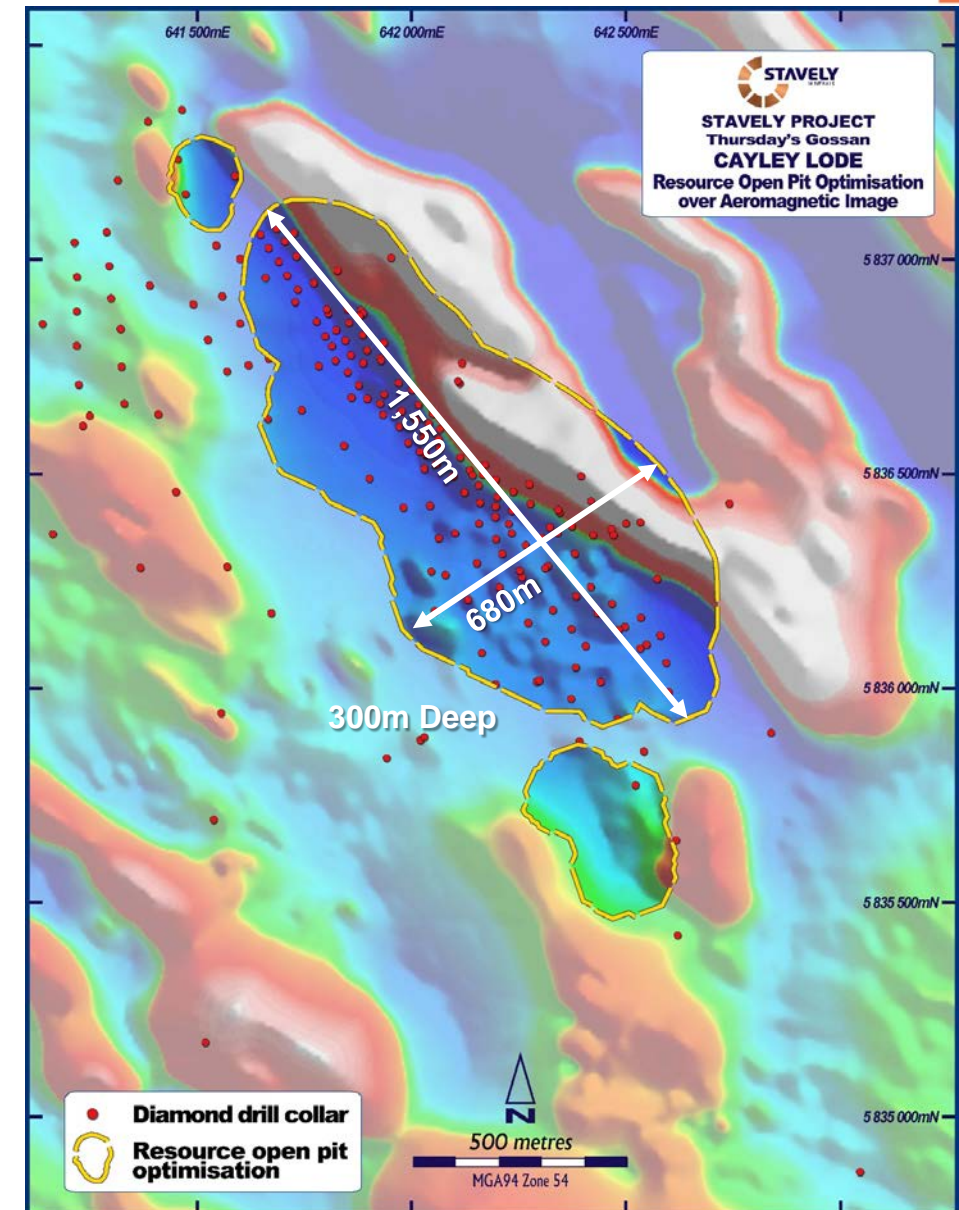 641 500mE
642 000mE
642 500mE
STAVELY
MINERALS
STAVELY PROJECT
Thursday's Gossan
CAYLEY LODE
Resource Open Pit Optimisation
over Aeromagnetic Image
5 837 000mN
1,550m
5 836 500mN
680m
5 836 000mN
300m Deep
5 835 500mN
5 835 000mN
Diamond drill collar
Resource open pit
optimisation
N
500 metres
MGA94 Zone 54